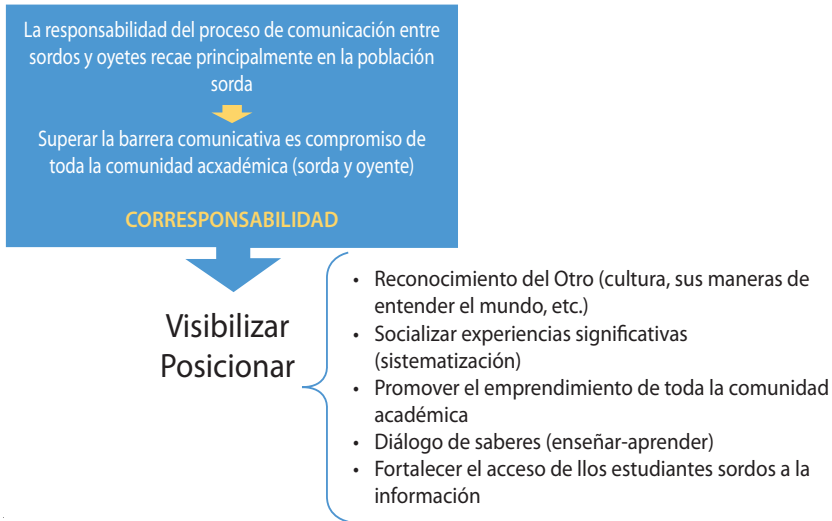 La responsabilidad del proceso de comunicación entre
sordos y oyetes recae principalmente en la población
sorda
Superar la barrera comunicativa es compromiso de
toda la comunidad acxadémica (sorda y oyente)
CORRESPONSABILIDAD
Visibilizar
Posicionar
• Reconocimiento del Otro (cultura, sus maneras de
entender el mundo, etc.)
• Socializar experiencias significativas
(sistematización)
• Promover el emprendimiento de toda la comunidad
académica
• Diálogo de saberes (enseñar-aprender)
• Fortalecer el acceso de llos estudiantes sordos a la
información